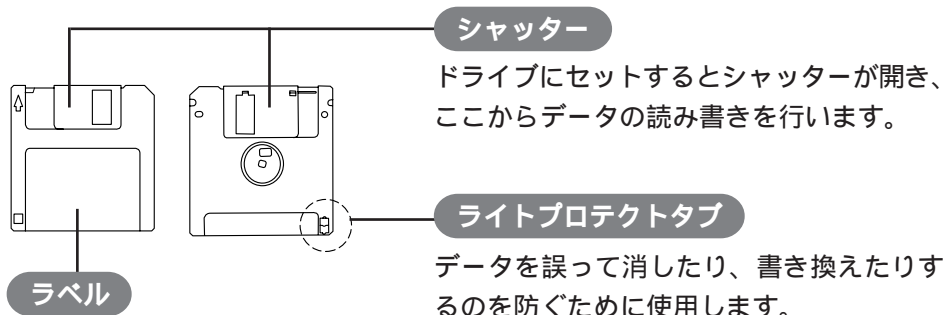 シャッター
ドライブにセットするとシャッターが開き、
ここからデータの読み書きを行います。
ライトプロテクトタブ
データを誤って消したり、書き換えたりす
るのを防ぐために使用します。
ラベル